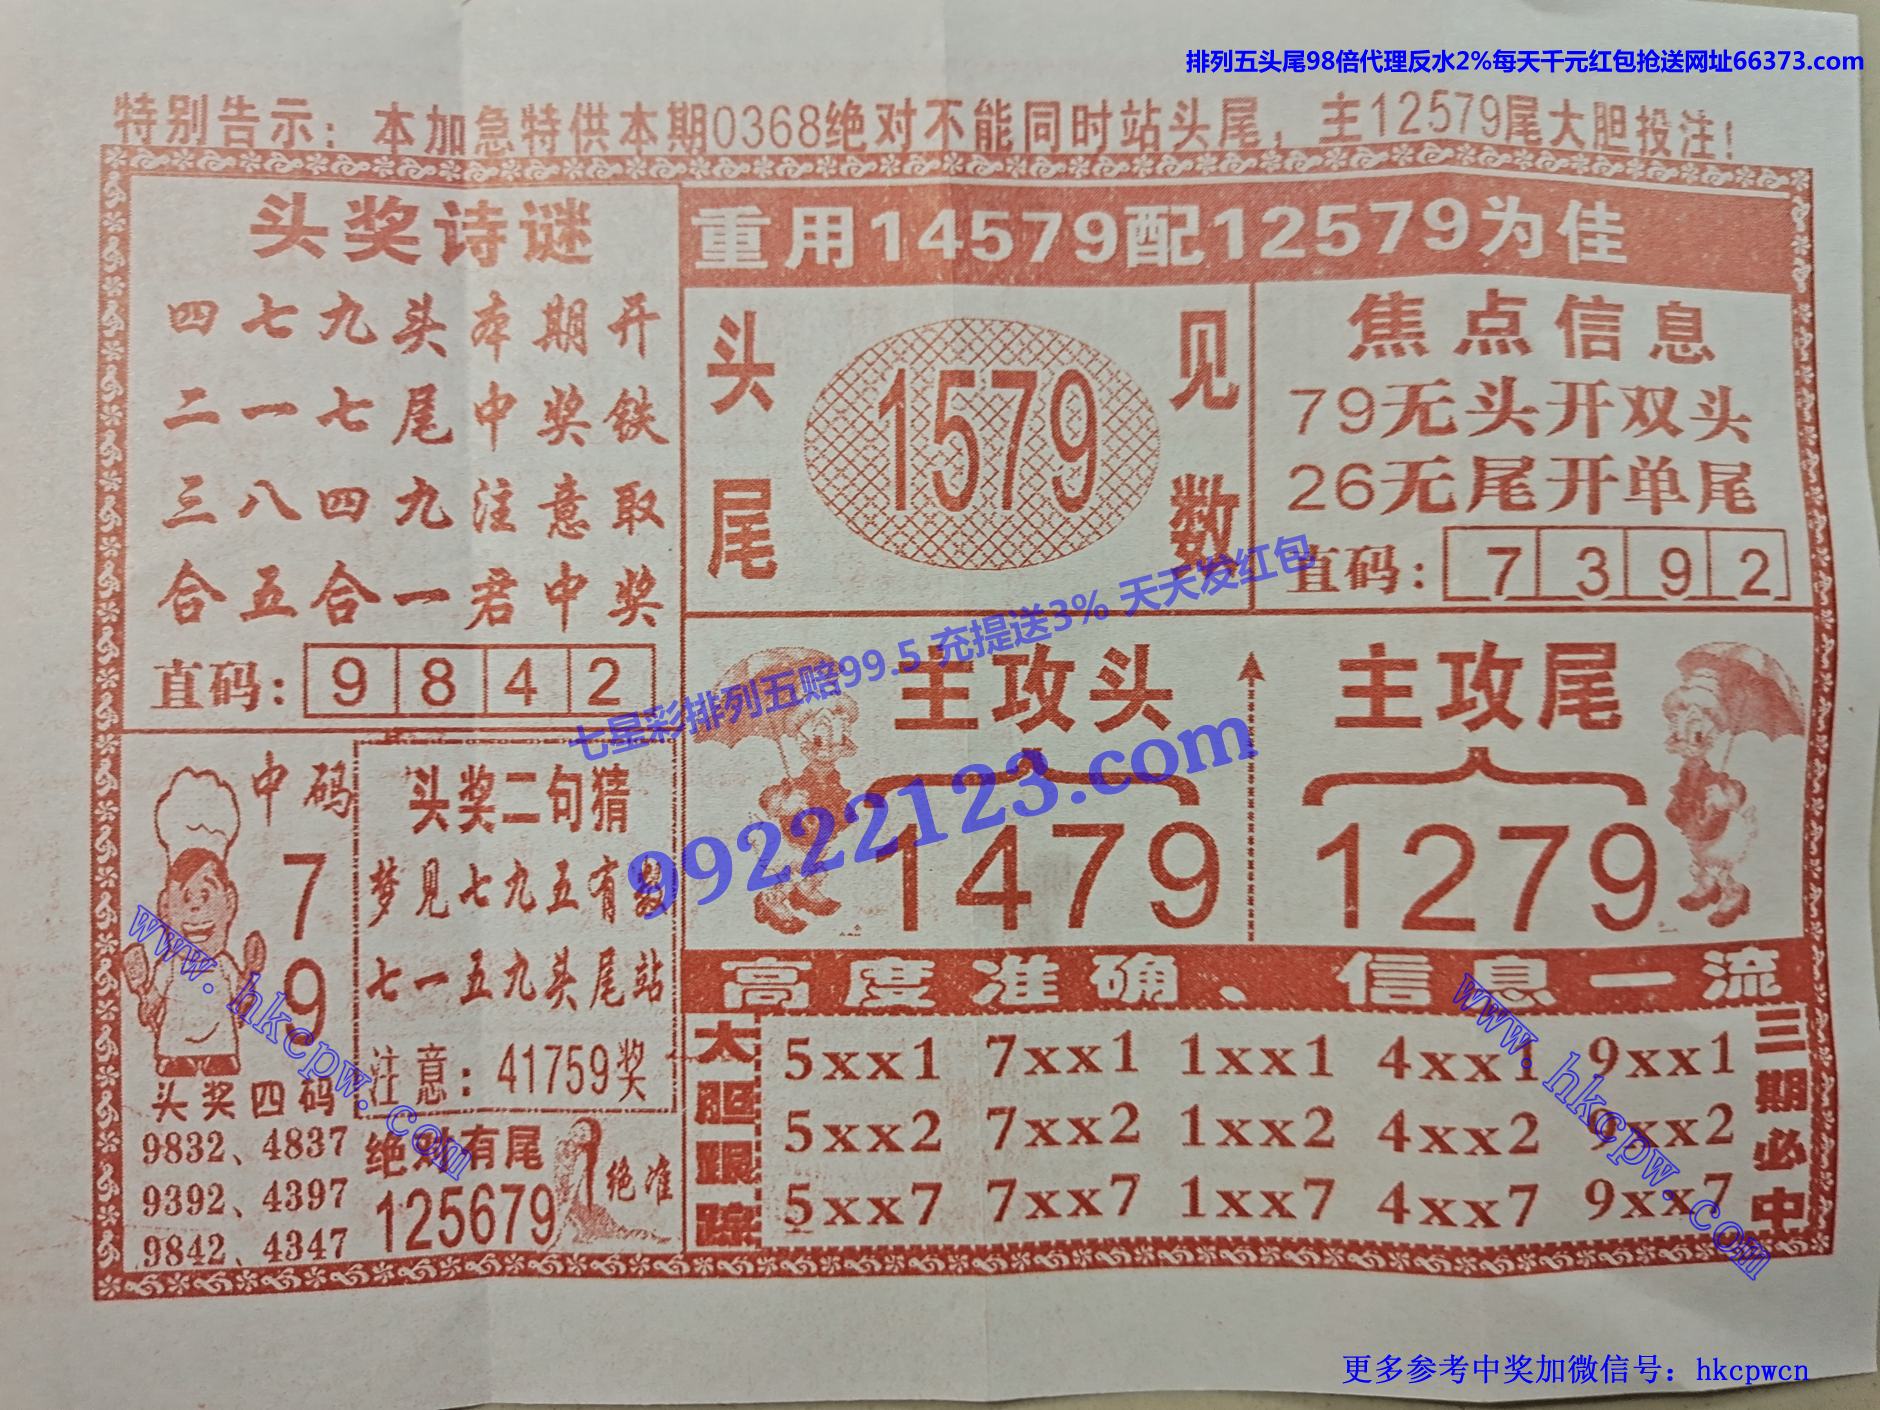 排列五头尾98倍代理反水2%每天千元红包抢送网址66373.com
特别告示：本加急特供本期0368绝对不能同时站头尾，主12579尾大胆投注！
头奖诗谜
四七九头本期开
二一七尾中奖铁
三八四九注意取
合五合一君中奖
直码：9842
重用14579配12579为佳
头尾
1579
见数
焦点信息
79无头开双头
26无尾开单尾
直码：7392
七星彩排列五赔99.5 充提送3% 天天发红包
99222123.com
主攻头
1479
主攻尾
1279
中码
79
头奖四码
9832、4837
9392、4397
9842、4347
头奖二句猜
梦见七九五有数
七一五九头尾站
注意：41759奖
绝对有尾
125679
绝准
高度准确、信息一流
大胆跟踪
5xx1 7xx1 1xx1 4xx1 9xx1
5xx2 7xx2 1xx2 4xx2 9xx2
5xx7 7xx7 1xx7 4xx7 9xx7
三期必中
www.hkcpw.com
www.hkcpw.com
更多参考中奖加微信号：hkcpwcn